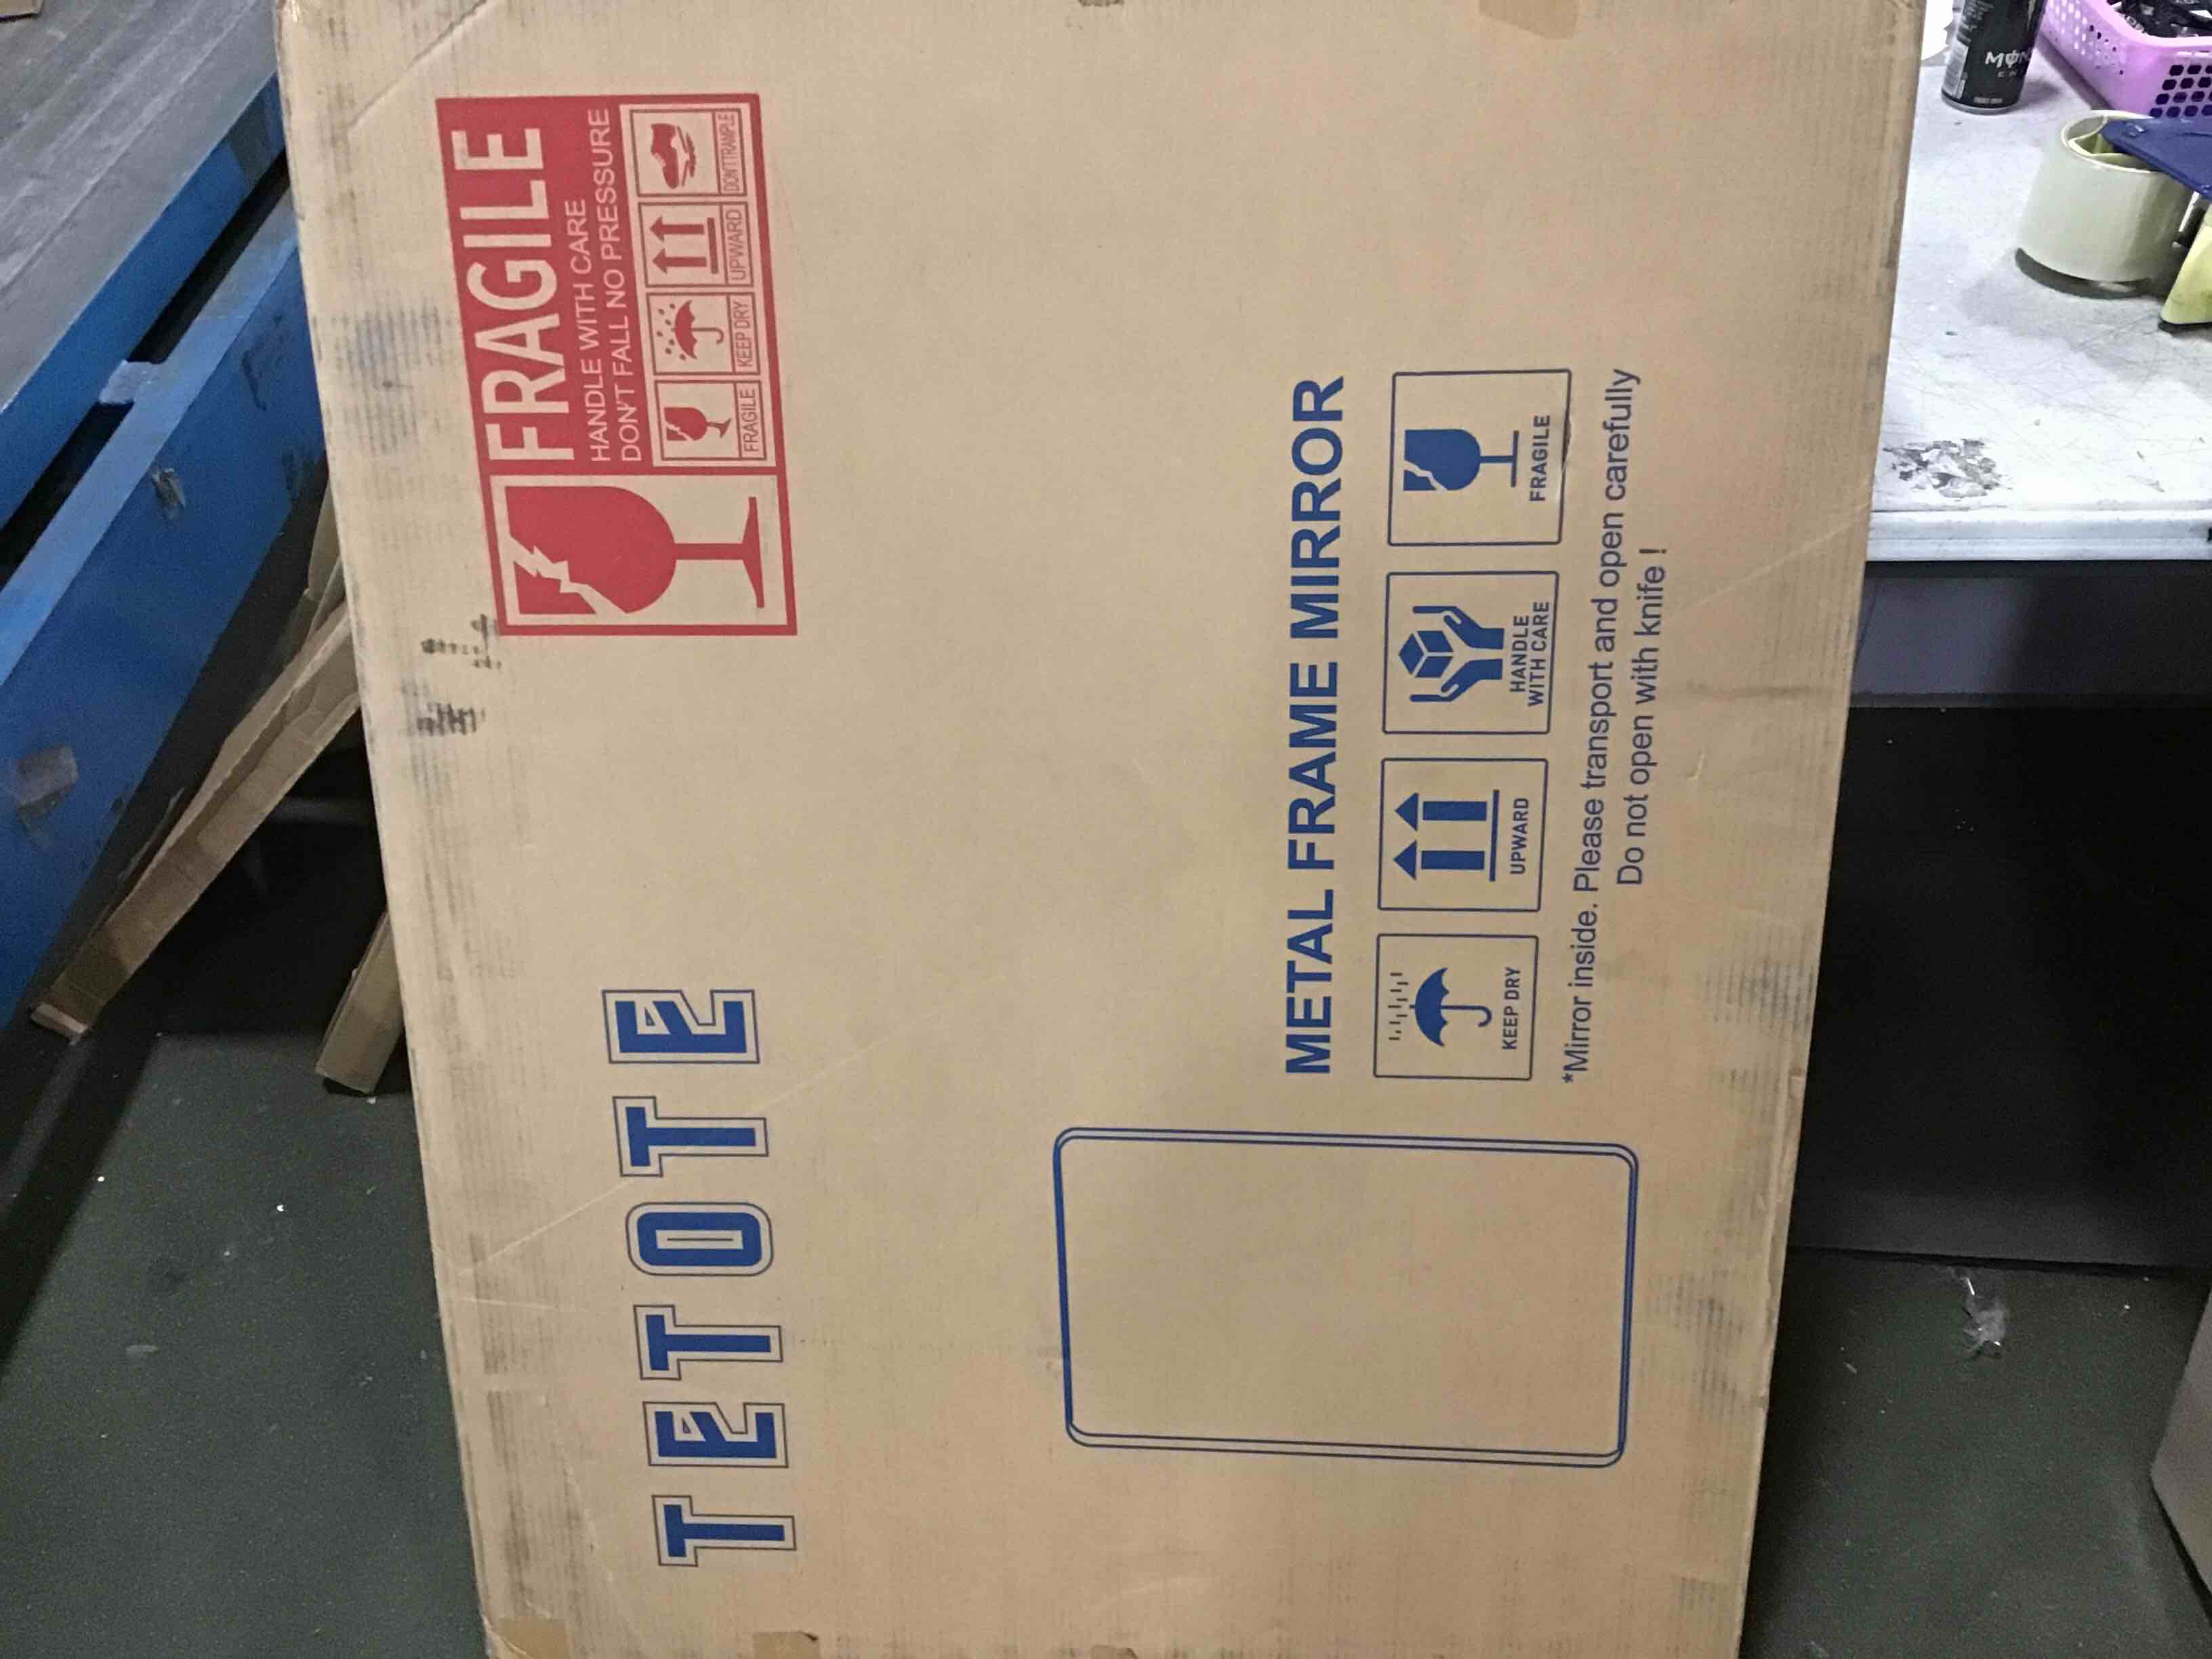 TETOTE
FRAGILE
HANDLE WITH CARE
DON'T FALL NO PRESSURE
FRAGILE
KEEP DRY
UPWARD
DON'T TRAMPLE
METAL FRAME MIRROR
KEEP DRY
UPWARD
HANDLE
WITH CARE
FRAGILE
*Mirror inside. Please transport and open carefully
Do not open with knife !